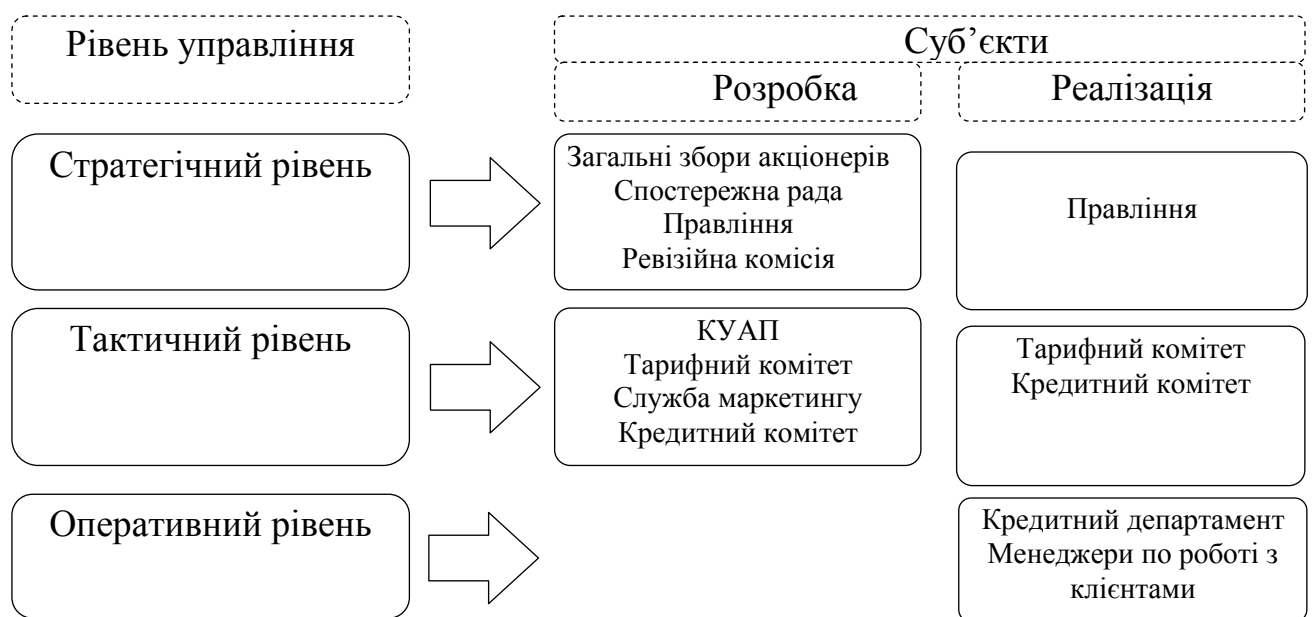 Рівень управління
Суб’єкти
Розробка
Реалізація
Стратегічний рівень
Загальні збори акціонерів
Спостережна рада
Правління
Ревізійна комісія
Правління
Тактичний рівень
КУАП
Тарифний комітет
Служба маркетингу
Кредитний комітет
Тарифний комітет
Кредитний комітет
Оперативний рівень
Кредитний департамент
Менеджери по роботі з
клієнтами